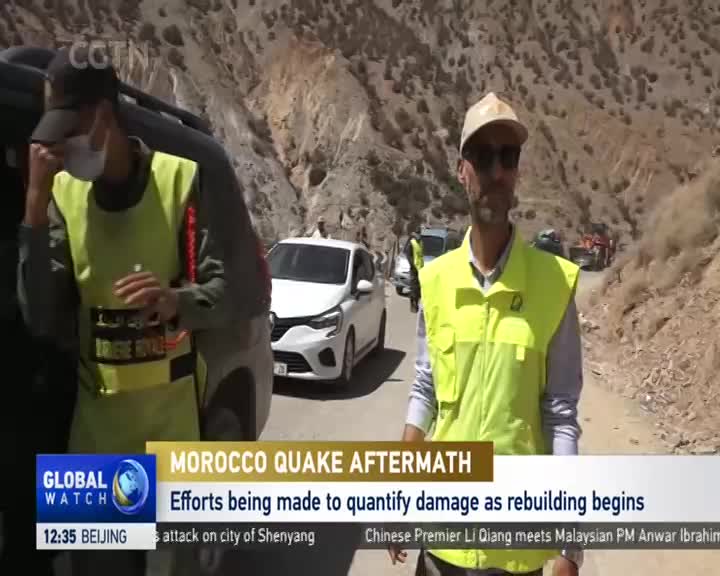 CGTN
MOROCCO QUAKE AFTERMATH
GLOBAL
WATCH
Efforts being made to quantify damage as rebuilding begins
12:35 BEIJING
s attack on city of Shenyang Chinese Premier Li Qiang meets Malaysian PM Anwar Ibrahim